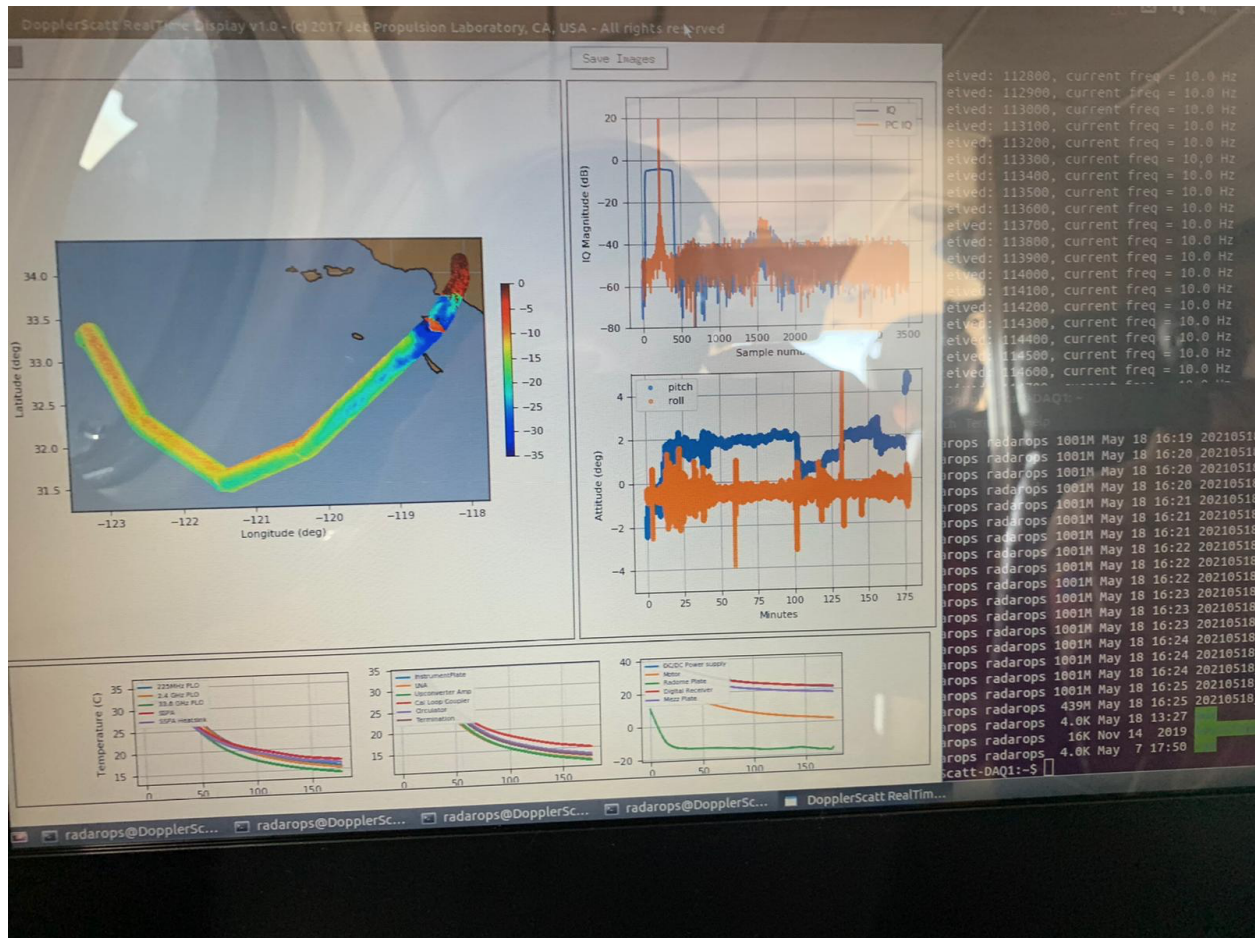 DopplerScatt RealTime Display v1.0 - (c) 2017 Jet Propulsion Laboratory, CA, USA - All rights reserved
Save Images
34.0
33.5
33.0
32.5
32.0
31.5
Latitude (deg)
−123
−122
−121
−120
−119
−118
Longitude (deg)
0
−5
−10
−15
−20
−25
−30
−35
IQ
PC IQ
20
0
−20
−40
−60
−80
IQ Magnitude (dB)
0
500
1000
1500
2000
3500
Sample
pitch
roll
4
2
0
−2
−4
Attitude (deg)
0
25
50
75
100
125
150
175
Minutes
35
30
25
20
15
Temperature (C)
225MHz PLO
2.4 GHz PLO
33.6 GHz PLO
SSPA
SSPA Heatsink
0
50
100
150
35
30
25
20
15
InstrumentPlate
LNA
Upconverter Amp
Cal Loop Coupler
Circulator
Termination
0
50
100
150
40
20
0
−20
DC/DC Power supply
Motor
Radome Plate
Digital Receiver
Mezz Plate
0
50
100
150
eived: 112800, current freq = 10.0 Hz
eived: 112900, current freq = 10.0 Hz
eived: 113000, current freq = 10.0 Hz
eived: 113100, current freq = 10.0 Hz
eived: 113200, current freq = 10.0 Hz
eived: 113300, current freq = 10.0 Hz
eived: 113400, current freq = 10.0 Hz
eived: 113500, current freq = 10.0 Hz
eived: 113600, current freq = 10.0 Hz
eived: 113700, current freq = 10.0 Hz
eived: 113800, current freq = 10.0 Hz
eived: 113900, current freq = 10.0 Hz
eived: 114000, current freq = 10.0 Hz
eived: 114100, current freq = 10.0 Hz
eived: 114200, current freq = 10.0 Hz
eived: 114300, current freq = 10.0 Hz
eived: 114400, current freq = 10.0 Hz
eived: 114500, current freq = 10.0 Hz
eived: 114600, current freq = 10.0 Hz
arops radarops 1001M May 18 16:19 20210518
arops radarops 1001M May 18 16:20 20210518
arops radarops 1001M May 18 16:20 20210518
arops radarops 1001M May 18 16:20 20210518
arops radarops 1001M May 18 16:21 20210518
arops radarops 1001M May 18 16:21 20210518
arops radarops 1001M May 18 16:21 20210518
arops radarops 1001M May 18 16:22 20210518
arops radarops 1001M May 18 16:22 20210518
arops radarops 1001M May 18 16:22 20210518
arops radarops 1001M May 18 16:23 20210518
arops radarops 1001M May 18 16:23 20210518
arops radarops 1001M May 18 16:23 20210518
arops radarops 1001M May 18 16:24 20210518
arops radarops 1001M May 18 16:24 20210518
arops radarops 1001M May 18 16:24 20210518
arops radarops 1001M May 18 16:25 20210518
arops radarops 439M May 18 16:25 20210518
arops radarops 4.0K May 18 13:27
arops radarops 16K Nov 14 2019
arops radarops 4.0K May 7 17:50
Scatt-DAQ1:~$
radarops@DopplerSc...
radarops@DopplerSc...
radarops@DopplerSc...
radarops@DopplerSc...
DopplerScatt RealTim...